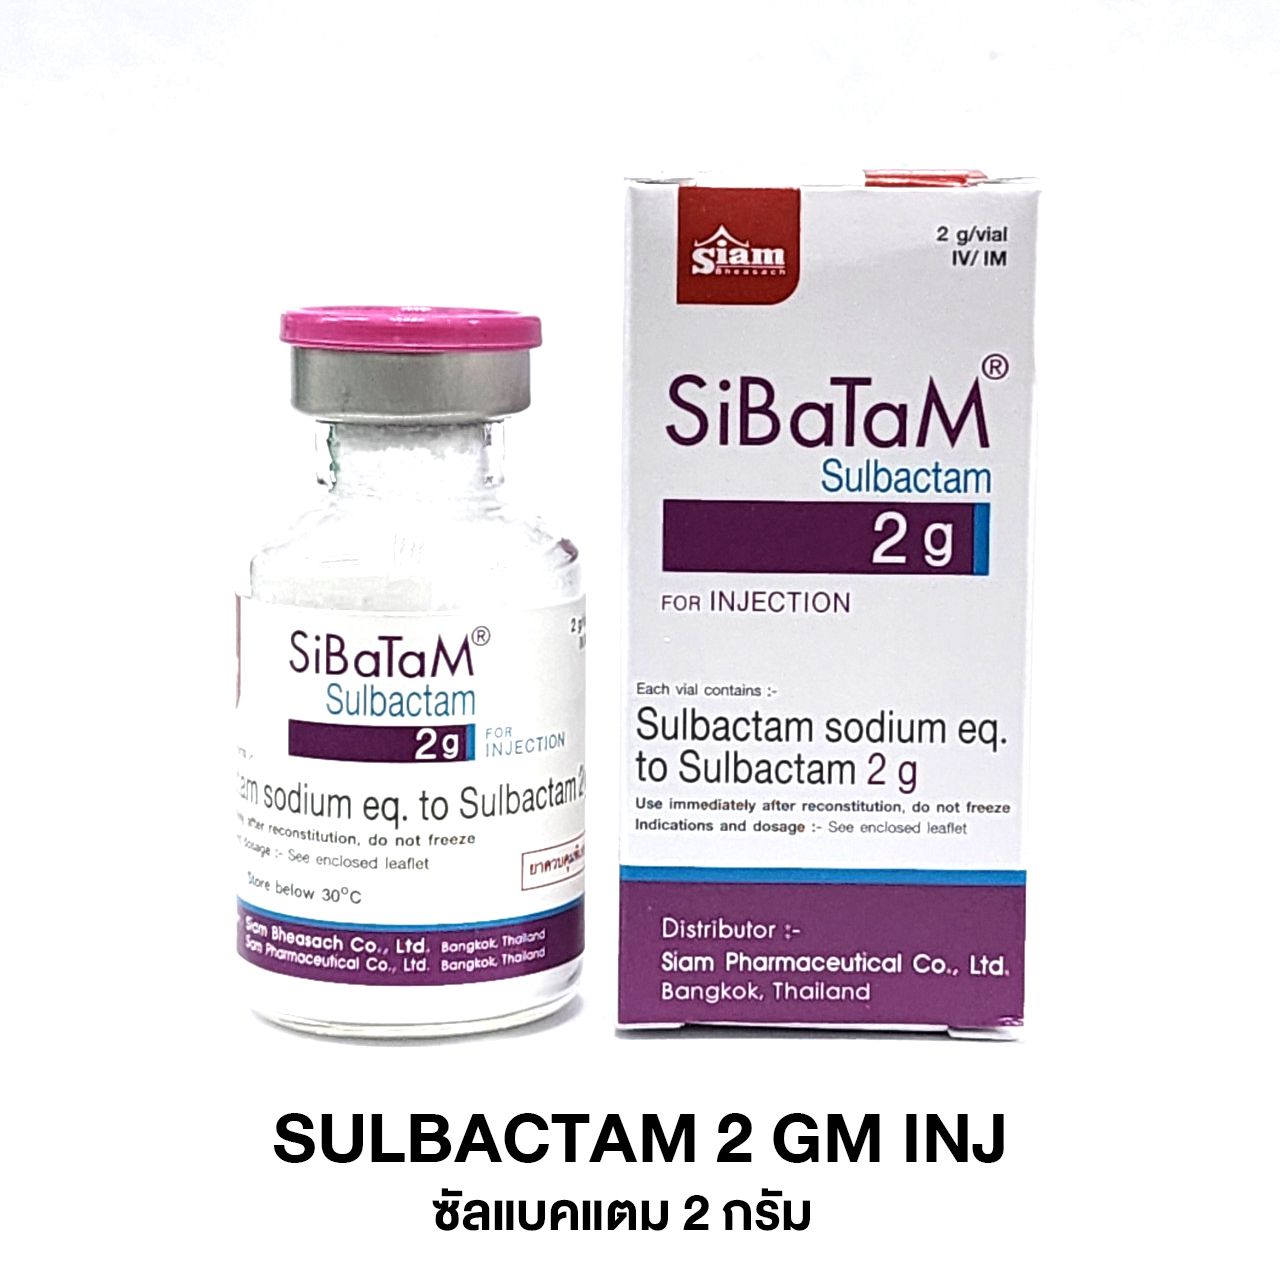 Siam
Bheasach
2 g/vial
IV/ IM
SiBaTaM®
Sulbactam
2 g
FOR INJECTION
Each vial contains :-
Sulbactam sodium eq.
to Sulbactam 2 g
Use immediately after reconstitution, do not freeze
Indications and dosage :- See enclosed leaflet
Distributor :-
Siam Pharmaceutical Co., Ltd.
Bangkok, Thailand
SiBaTaM®
Sulbactam
2 g
FOR
INJECTION
sodium eq. to Sulbactam
after reconstitution, do not freeze
:- See enclosed leaflet
Store below 30°C
Siam Bheasach Co., Ltd. Bangkok, Thailand
Siam Pharmaceutical Co., Ltd. Bangkok, Thailand
SULBACTAM 2 GM INJ
ซัลแบคแตม 2 กรัม